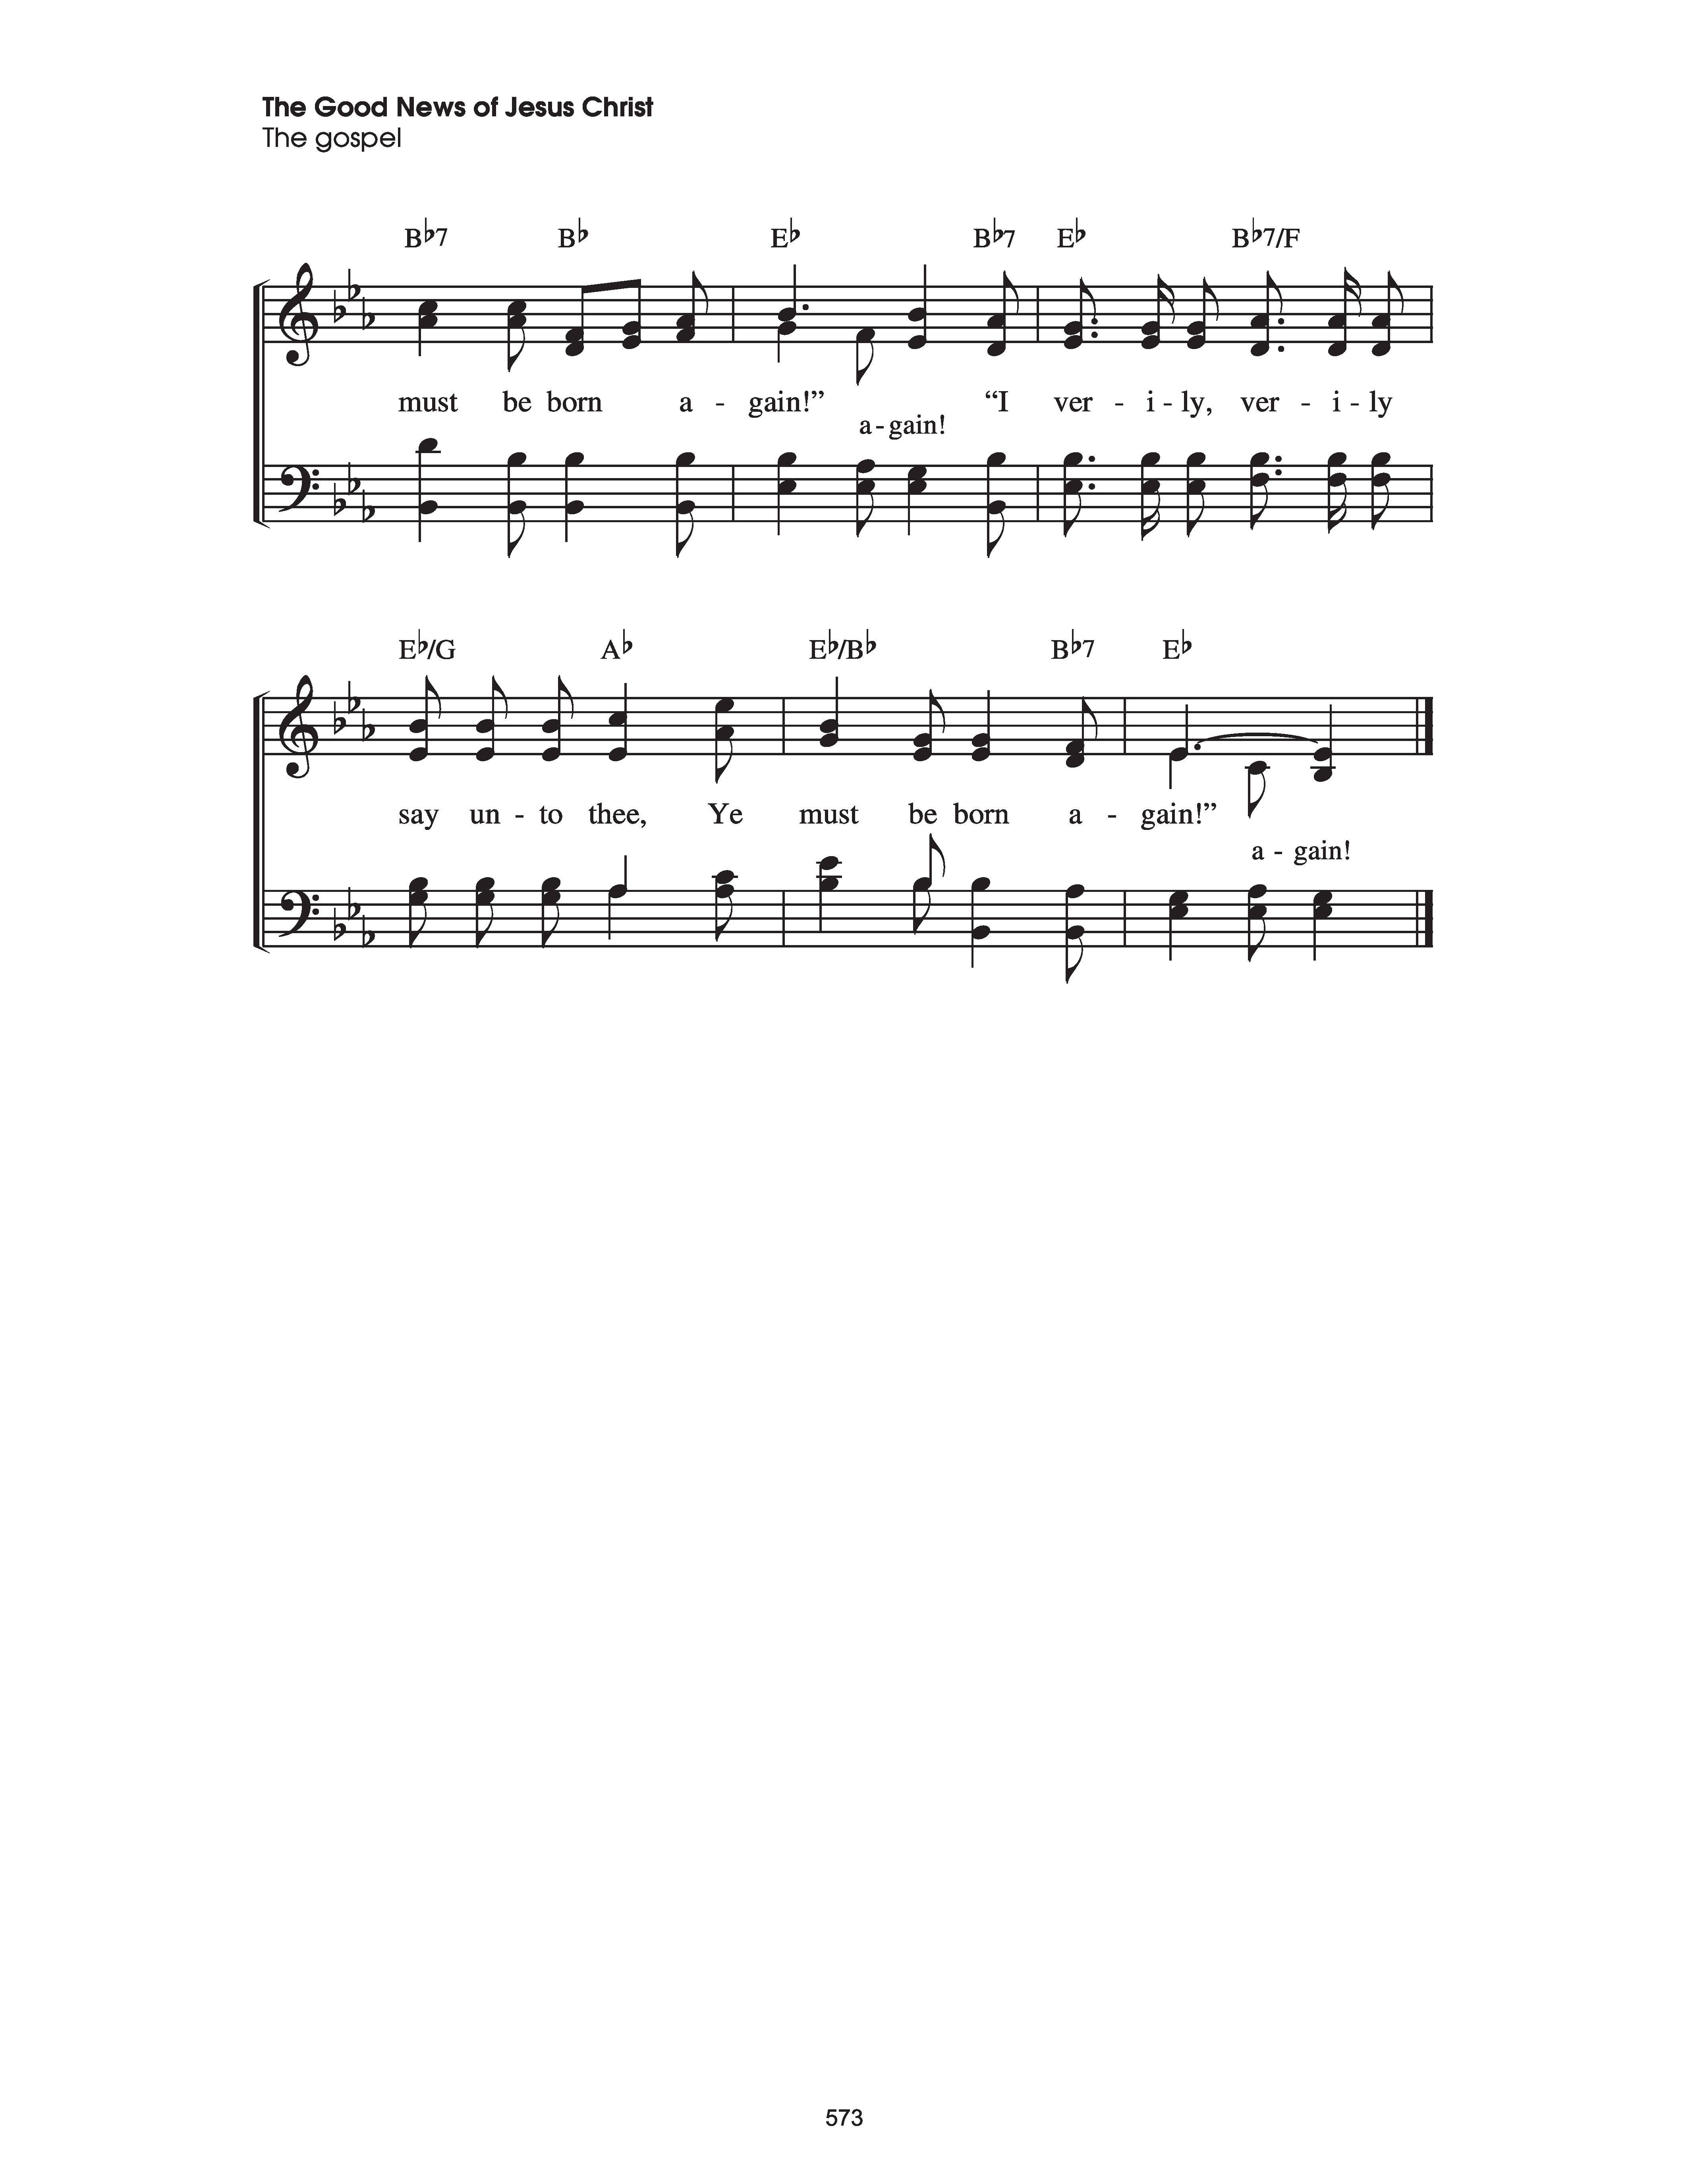 The Good News of Jesus Christ
The gospel
B♭7 B♭ E♭ B♭7 E♭ B♭7/F
must be born a - gain!” “I ver - i - ly, ver - i - ly
a - gain!
E♭/G A♭ E♭/B♭ B♭7 E♭
say un - to thee, Ye must be born a - gain!”
a - gain!
573